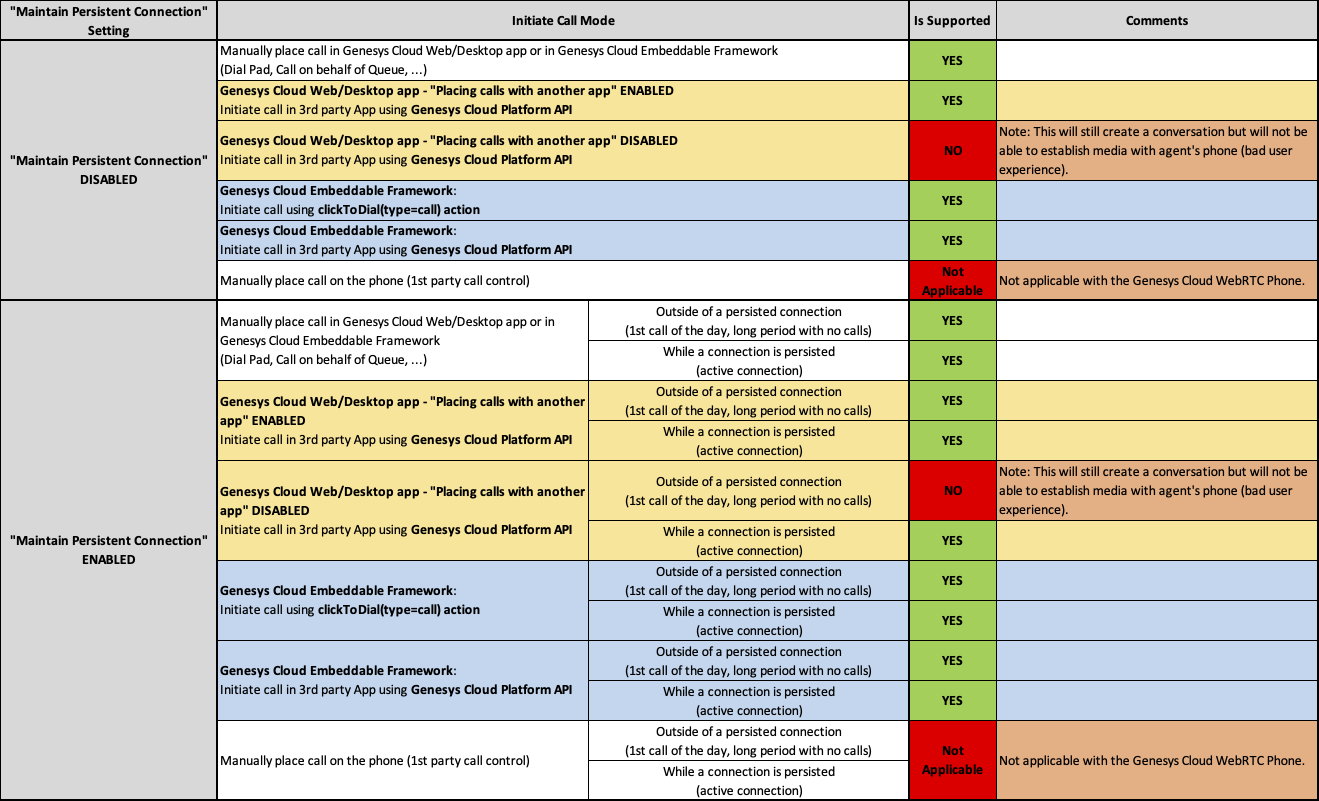 "Maintain Persistent Connection"
Setting
Initiate Call Mode
Is Supported
Comments
"Maintain Persistent Connection"
DISABLED
Manually place call in Genesys Cloud Web/Desktop app or in Genesys Cloud Embeddable Framework
(Dial Pad, Call on behalf of Queue, ...)
YES
Genesys Cloud Web/Desktop app - "Placing calls with another app" ENABLED
Initiate call in 3rd party App using Genesys Cloud Platform API
YES
Genesys Cloud Web/Desktop app - "Placing calls with another app" DISABLED
Initiate call in 3rd party App using Genesys Cloud Platform API
NO
Note: This will still create a conversation but will not be
able to establish media with agent's phone (bad user
experience).
Genesys Cloud Embeddable Framework:
Initiate call using clickToDial(type=call) action
YES
Genesys Cloud Embeddable Framework:
Initiate call in 3rd party App using Genesys Cloud Platform API
YES
Manually place call on the phone (1st party call control)
Not
Applicable
Not applicable with the Genesys Cloud WebRTC Phone.
"Maintain Persistent Connection"
ENABLED
Manually place call in Genesys Cloud Web/Desktop app or in
Genesys Cloud Embeddable Framework
(Dial Pad, Call on behalf of Queue, ...)
Outside of a persisted connection
(1st call of the day, long period with no calls)
YES
While a connection is persisted
(active connection)
YES
Genesys Cloud Web/Desktop app - "Placing calls with another
app" ENABLED
Initiate call in 3rd party App using Genesys Cloud Platform API
Outside of a persisted connection
(1st call of the day, long period with no calls)
YES
While a connection is persisted
(active connection)
YES
Genesys Cloud Web/Desktop app - "Placing calls with another
app" DISABLED
Initiate call in 3rd party App using Genesys Cloud Platform API
Outside of a persisted connection
(1st call of the day, long period with no calls)
NO
Note: This will still create a conversation but will not be
able to establish media with agent's phone (bad user
experience).
While a connection is persisted
(active connection)
YES
Genesys Cloud Embeddable Framework:
Initiate call using clickToDial(type=call) action
Outside of a persisted connection
(1st call of the day, long period with no calls)
YES
While a connection is persisted
(active connection)
YES
Genesys Cloud Embeddable Framework:
Initiate call in 3rd party App using Genesys Cloud Platform API
Outside of a persisted connection
(1st call of the day, long period with no calls)
YES
While a connection is persisted
(active connection)
YES
Manually place call on the phone (1st party call control)
Outside of a persisted connection
(1st call of the day, long period with no calls)
While a connection is persisted
(active connection)
Not
Applicable
Not applicable with the Genesys Cloud WebRTC Phone.